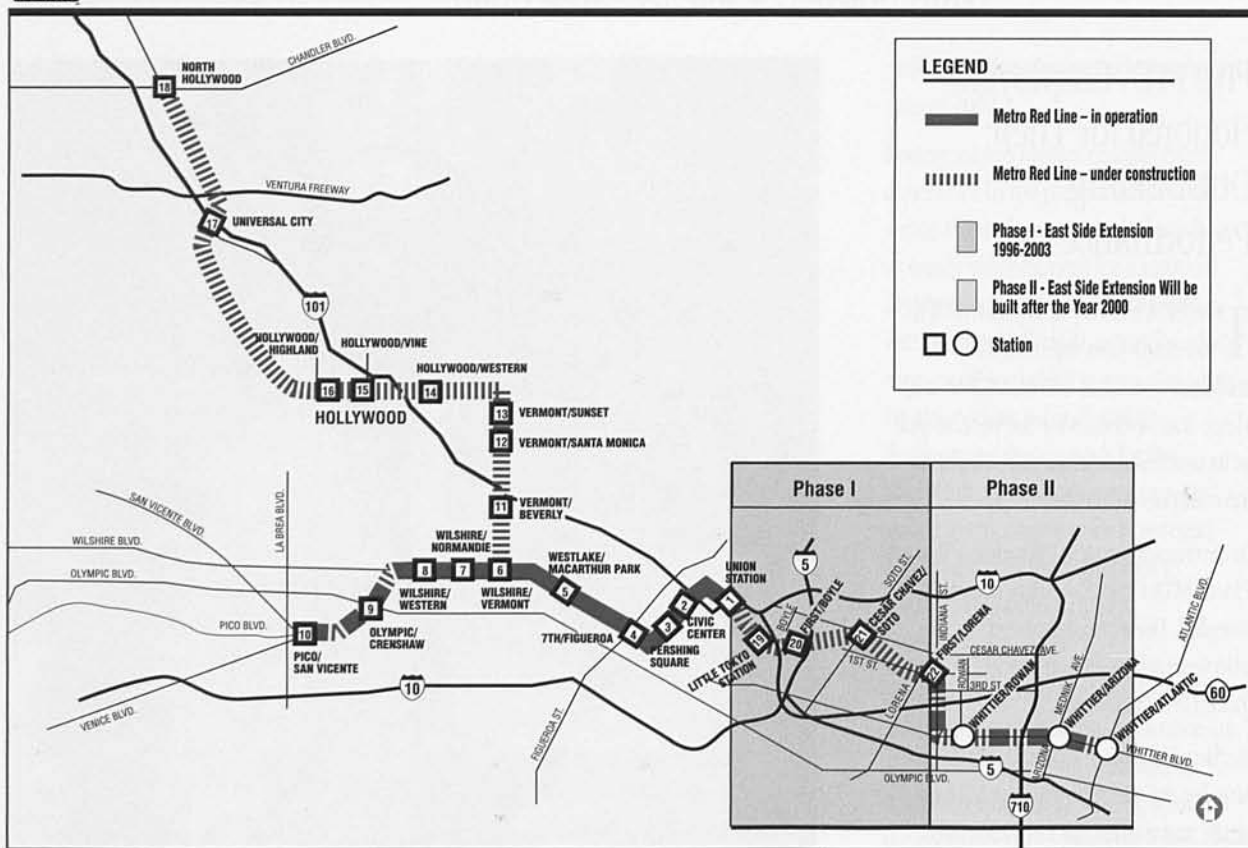 CHANDLER BLVD.
NORTH
HOLLYWOOD
18
VENTURA FREEWAY
17
UNIVERSAL CITY
101
HOLLYWOOD/
HIGHLAND
HOLLYWOOD/VINE
HOLLYWOOD/WESTERN
16
15
14
HOLLYWOOD
13
VERMONT/SUNSET
12
VERMONT/SANTA MONICA
11
VERMONT/
BEVERLY
SAN VICENTE BLVD.
LA BREA BLVD.
WILSHIRE BLVD.
OLYMPIC BLVD.
PICO BLVD.
VENICE BLVD.
WILSHIRE/
NORMANDIE
8
7
6
WILSHIRE/
WESTERN
WILSHIRE/
VERMONT
WESTLAKE/
MACARTHUR PARK
5
9
OLYMPIC/
CRENSHAW
10
PICO/
SAN VICENTE
10
7TH/FIGUEROA
4
3
PERSHING
SQUARE
2
CIVIC
CENTER
1
UNION
STATION
FIGUEROA ST.
LEGEND
Metro Red Line – in operation
Metro Red Line – under construction
Phase I - East Side Extension
1996-2003
Phase II - East Side Extension Will be
built after the Year 2000
Station
Phase I
Phase II
5
10
SOTO ST.
BOYLE
LITTLE TOKYO
STATION
19
FIRST/BOYLE
20
CESAR CHAVEZ/
SOTO
21
1ST ST.
LORENA
INDIANA ST.
FIRST/LORENA
22
CESAR CHAVEZ AVE.
ROWAN
3RD ST.
WHITTIER/ROWAN
MEDNIK AVE.
ARIZONA
WHITTIER/ARIZONA
ATLANTIC BLVD.
WHITTIER/ATLANTIC
WHITTIER BLVD.
60
OLYMPIC BLVD.
5
710